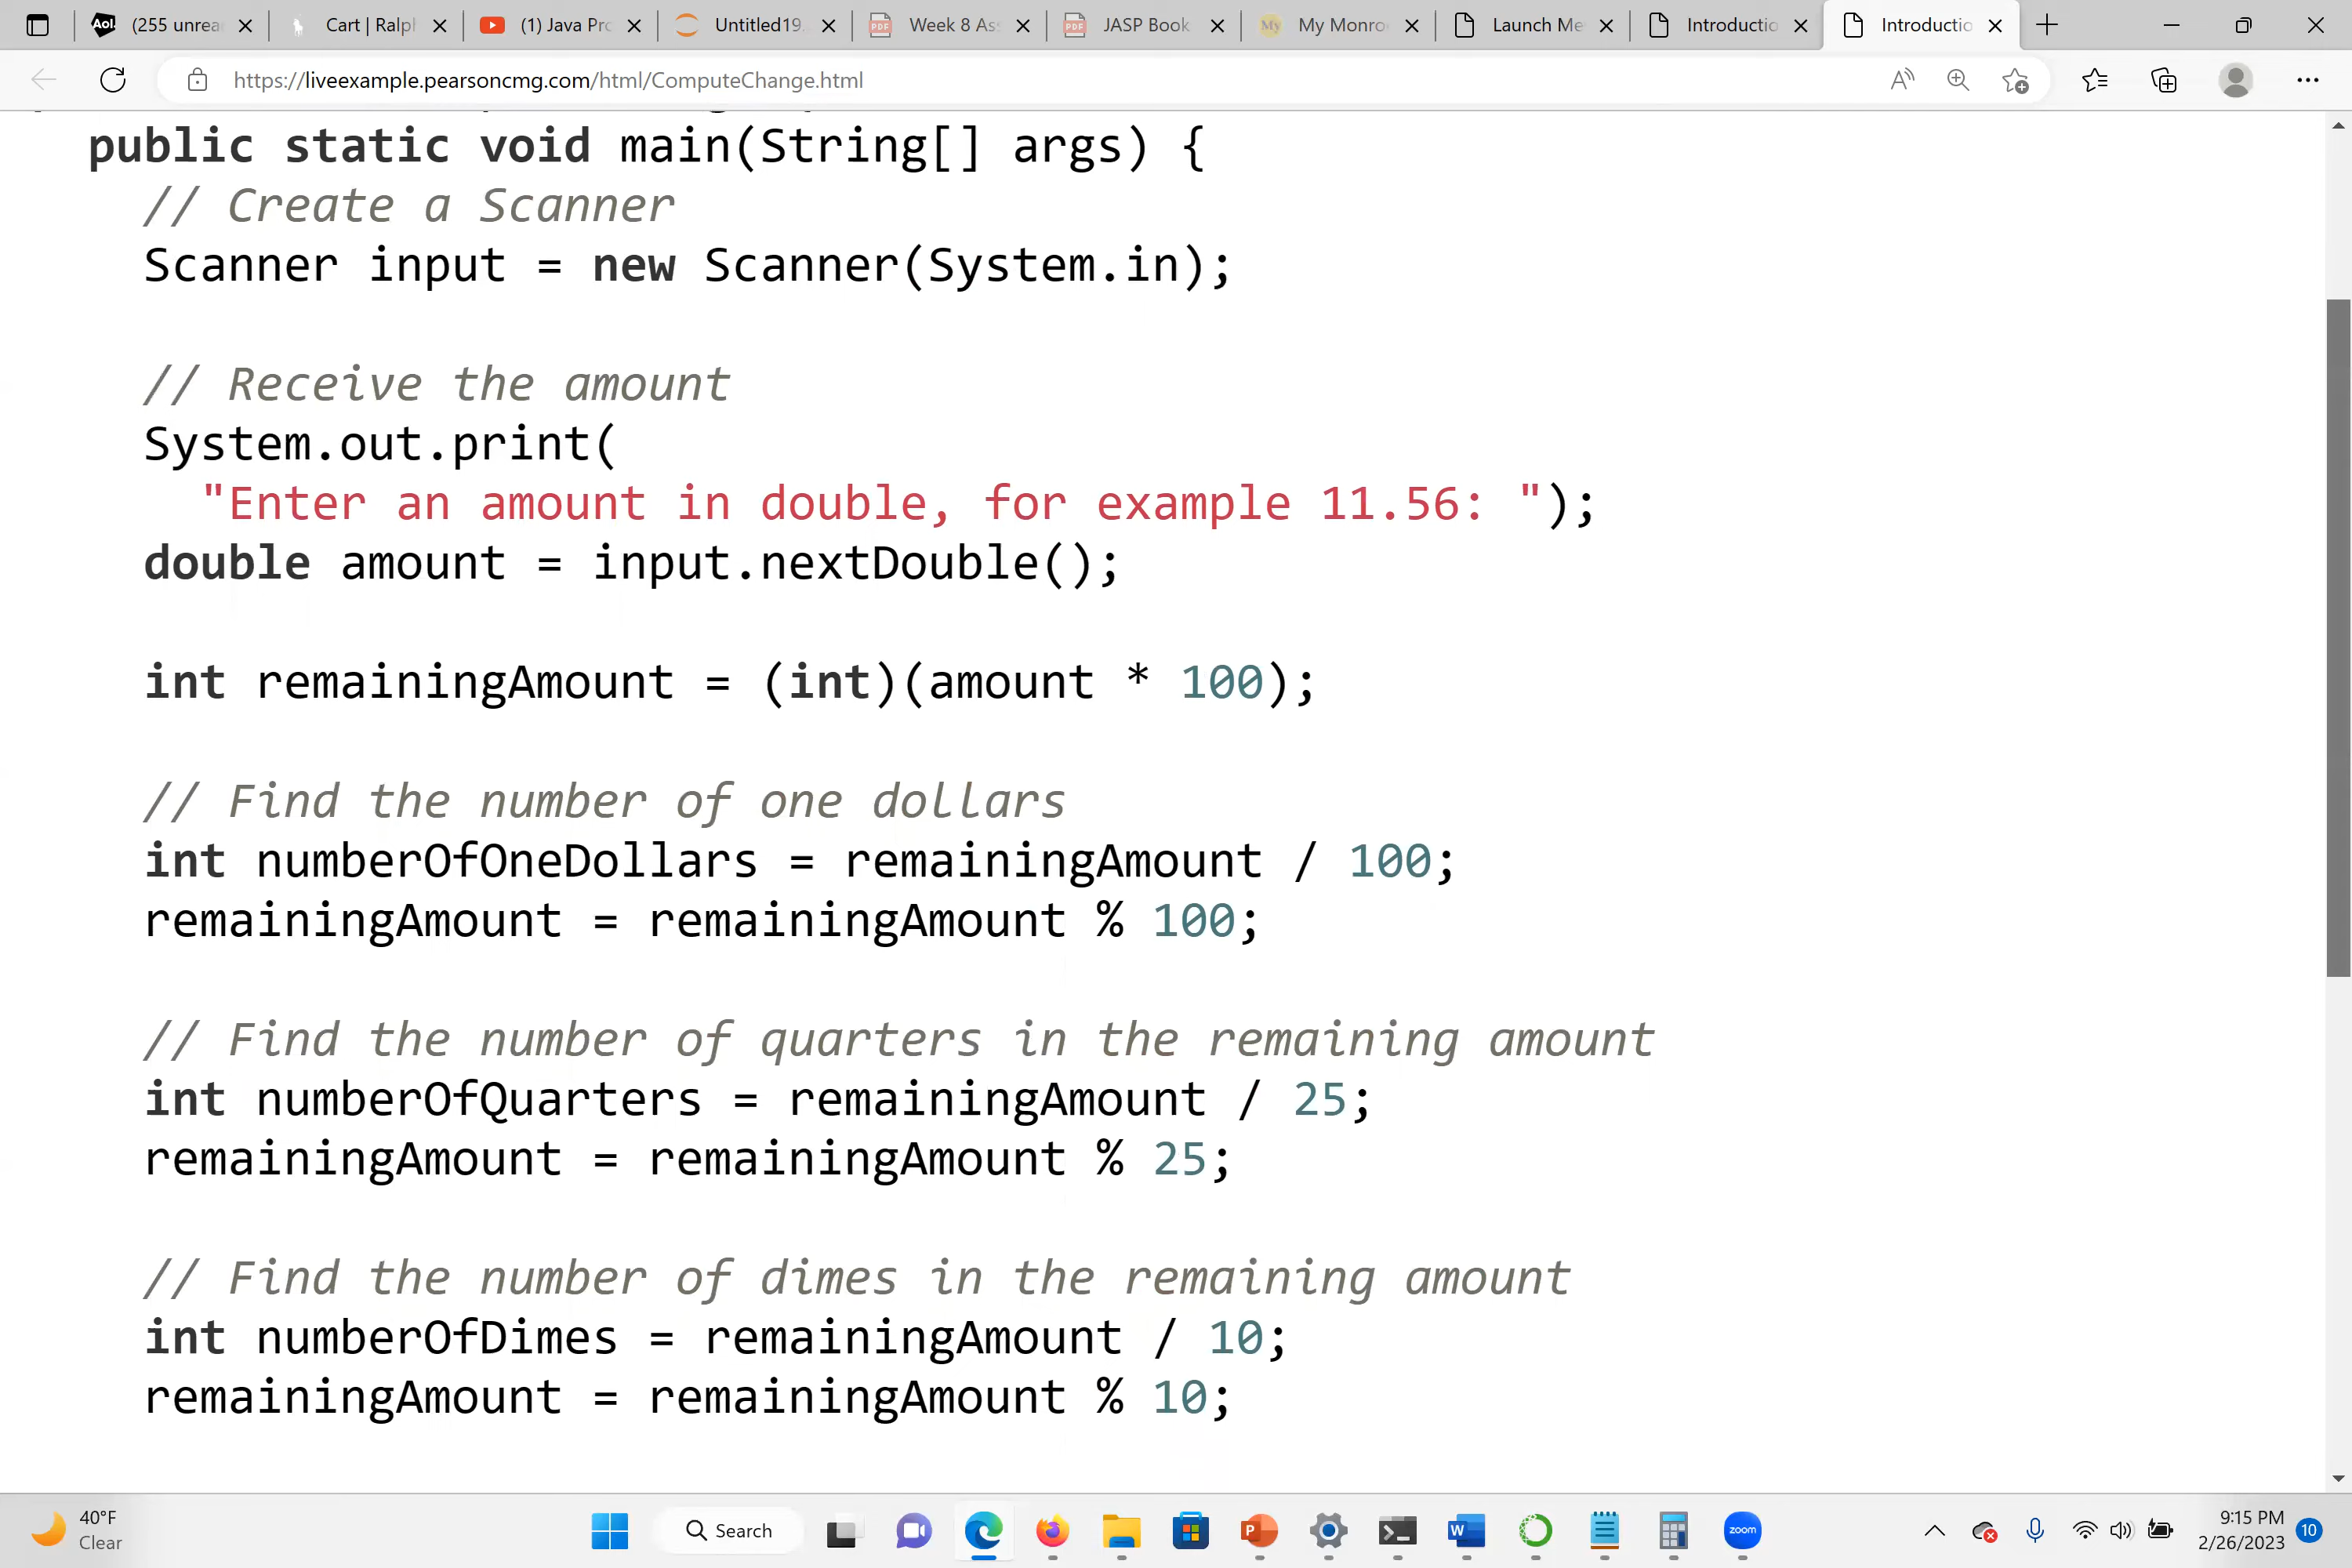 (255 unrea
Cart | Ralph
(1) Java Pro
Untitled19.
Week 8 Ass
JASP Book
My Monro
Launch Me
Introductio
Introductio
https://liveexample.pearsoncmg.com/html/ComputeChange.html
public static void main(String[] args) {
// Create a Scanner
Scanner input = new Scanner(System.in);
// Receive the amount
System.out.print(
"Enter an amount in double, for example 11.56: ");
double amount = input.nextDouble();
int remainingAmount = (int)(amount * 100);
// Find the number of one dollars
int numberOfOneDollars = remainingAmount / 100;
remainingAmount = remainingAmount % 100;
// Find the number of quarters in the remaining amount
int numberOfQuarters = remainingAmount / 25;
remainingAmount = remainingAmount % 25;
// Find the number of dimes in the remaining amount
int numberOfDimes = remainingAmount / 10;
remainingAmount = remainingAmount % 10;
40°F
Clear
Search
zoom
9:15 PM
2/26/2023
10